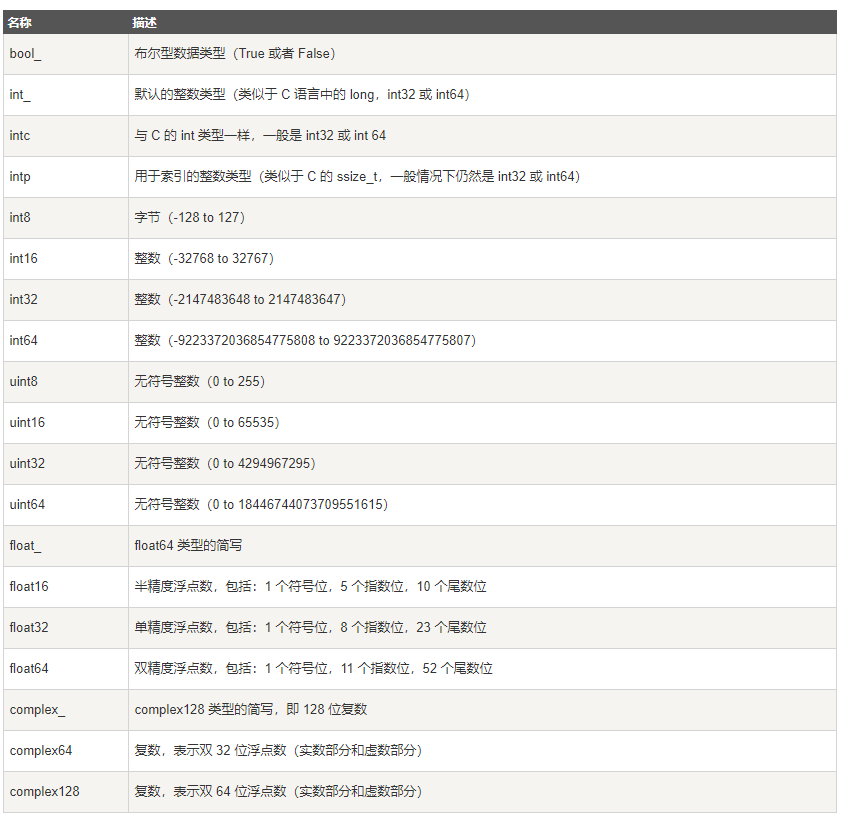 名称 描述
bool_ 布尔型数据类型（True 或者 False）
int_ 默认的整数类型（类似于 C 语言中的 long，int32 或 int64）
intc 与 C 的 int 类型一样，一般是 int32 或 int 64
intp 用于索引的整数类型（类似于 C 的 ssize_t，一般情况下仍然是 int32 或 int64）
int8 字节（-128 to 127）
int16 整数（-32768 to 32767）
int32 整数（-2147483648 to 2147483647）
int64 整数（-9223372036854775808 to 9223372036854775807）
uint8 无符号整数（0 to 255）
uint16 无符号整数（0 to 65535）
uint32 无符号整数（0 to 4294967295）
uint64 无符号整数（0 to 18446744073709551615）
float_ float64 类型的简写
float16 半精度浮点数，包括：1 个符号位，5 个指数位，10 个尾数位
float32 单精度浮点数，包括：1 个符号位，8 个指数位，23 个尾数位
float64 双精度浮点数，包括：1 个符号位，11 个指数位，52 个尾数位
complex_ complex128 类型的简写，即 128 位复数
complex64 复数，表示双 32 位浮点数（实数部分和虚数部分）
complex128 复数，表示双 64 位浮点数（实数部分和虚数部分）